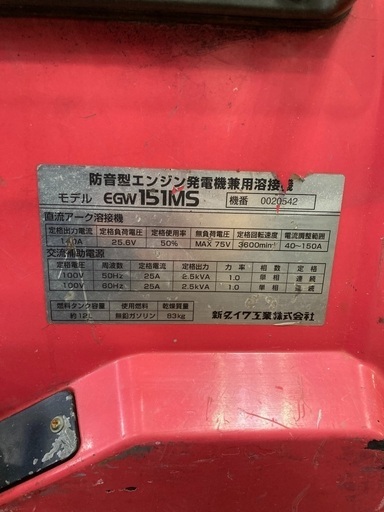 防音型エンジン発電機兼用溶接機
モデル EGW151MS 機番 0020542
直流アーク溶接機
定格出力電流 定格負荷電圧 定格使用率 無負荷電圧 定格回転速度 電流調整範囲
140A 25.6V 50% MAX 75V 3600min⁻¹ 40~150A
交流補助電源
定格電圧 周波数 定格電流 定格出力 力率 相数 定格
100V 50Hz 25A 2.5kVA 1.0 単相 連続
100V 60Hz 25A 2.5kVA 1.0 単相 連続
燃料タンク容量 使用燃料 乾燥質量
約12L 無鉛ガソリン 83kg
新ダイワ工業株式会社